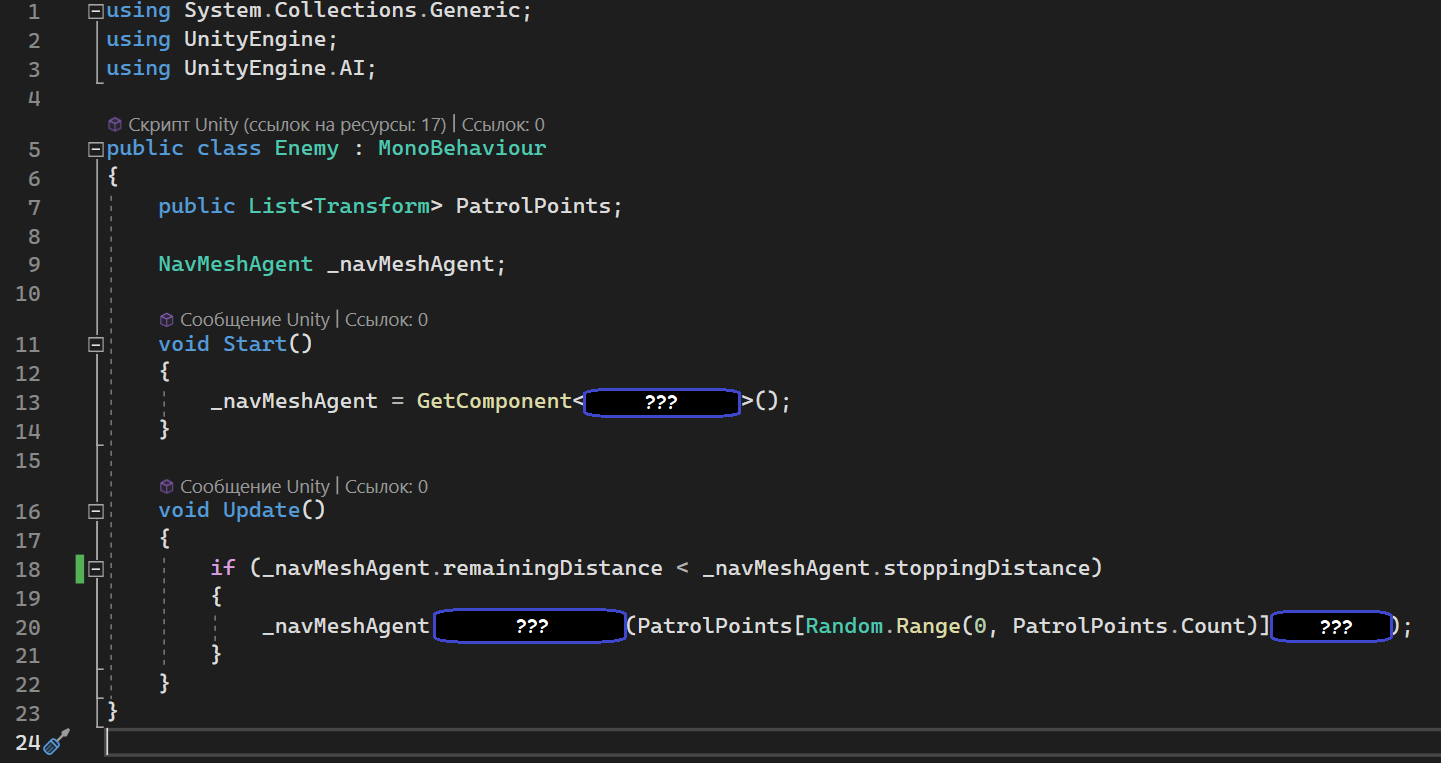 1 using System.Collections.Generic;
2 using UnityEngine;
3 using UnityEngine.AI;
4
Скрипт Unity (ссылок на ресурсы: 17) | Ссылок: 0
5 public class Enemy : MonoBehaviour
6 {
7 public List<Transform> PatrolPoints;
8
9 NavMeshAgent _navMeshAgent;
10
Сообщение Unity | Ссылок: 0
11 void Start()
12 {
13 _navMeshAgent = GetComponent<???>();
14 }
15
Сообщение Unity | Ссылок: 0
16 void Update()
17 {
18 if (_navMeshAgent.remainingDistance < _navMeshAgent.stoppingDistance)
19 {
20 _navMeshAgent ??? (PatrolPoints[Random.Range(0, PatrolPoints.Count)] ??? );
21 }
22 }
23 }
24